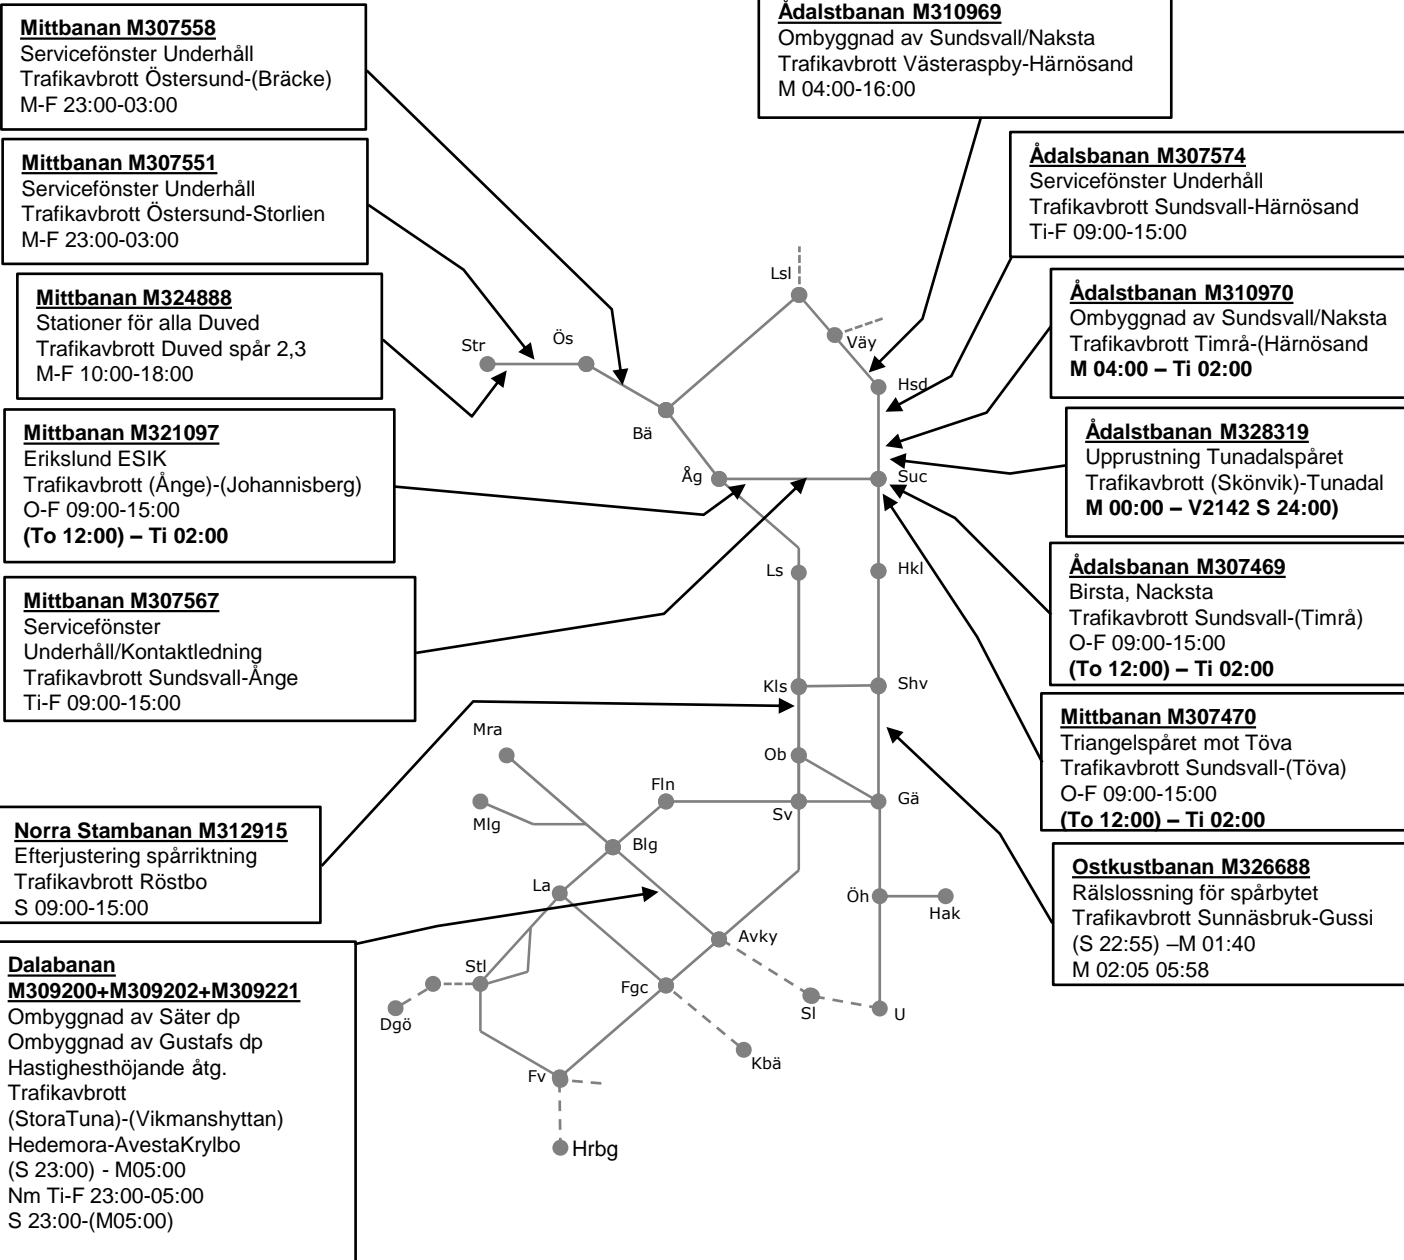 Mittbanan M307558
Servicefönster Underhåll
Trafikavbrott Östersund-(Bräcke)
M-F 23:00-03:00
Mittbanan M307551
Servicefönster Underhåll
Trafikavbrott Östersund-Storlien
M-F 23:00-03:00
Mittbanan M324888
Stationer för alla Duved
Trafikavbrott Duved spår 2,3
M-F 10:00-18:00
Mittbanan M321097
Erikslund ESIK
Trafikavbrott (Ånge)-(Johannisberg)
O-F 09:00-15:00
(To 12:00) – Ti 02:00
Mittbanan M307567
Servicefönster
Underhåll/Kontaktledning
Trafikavbrott Sundsvall-Ånge
Ti-F 09:00-15:00
Norra Stambanan M312915
Efterjustering spårriktning
Trafikavbrott Röstbo
S 09:00-15:00
Dalabanan
M309200+M309202+M309221
Ombyggnad av Säter dp
Ombyggnad av Gustafs dp
Hastighesthöjande åtg.
Trafikavbrott
(StoraTuna)-(Vikmanshyttan)
Hedemora-AvestaKrylbo
(S 23:00) - M05:00
Nm Ti-F 23:00-05:00
S 23:00-(M05:00)
Ådalstbanan M310969
Ombyggnad av Sundsvall/Naksta
Trafikavbrott Västeraspby-Härnösand
M 04:00-16:00
Ådalsbanan M307574
Servicefönster Underhåll
Trafikavbrott Sundsvall-Härnösand
Ti-F 09:00-15:00
Ådalstbanan M310970
Ombyggnad av Sundsvall/Naksta
Trafikavbrott Timrå-(Härnösand
M 04:00 – Ti 02:00
Ådalstbanan M328319
Upprustning Tunadalspåret
Trafikavbrott (Skönvik)-Tunadal
M 00:00 – V2142 S 24:00)
Ådalsbanan M307469
Birsta, Nacksta
Trafikavbrott Sundsvall-(Timrå)
O-F 09:00-15:00
(To 12:00) – Ti 02:00
Mittbanan M307470
Triangelspåret mot Töva
Trafikavbrott Sundsvall-(Töva)
O-F 09:00-15:00
(To 12:00) – Ti 02:00
Ostkustbanan M326688
Rälslossning för spårbytet
Trafikavbrott Sunnäsbruk-Gussi
(S 22:55) –M 01:40
M 02:05 05:58
Lsl
Väy
Str
Ös
Hsd
Bä
Åg
Suc
Ls
Hkl
Kls
Shv
Mra
Ob
Fln
Gä
Mlg
Sv
Blg
La
Öh
Hak
Avky
Stl
Fgc
Dgö
Sl
U
Kbä
Fv
Hrbg